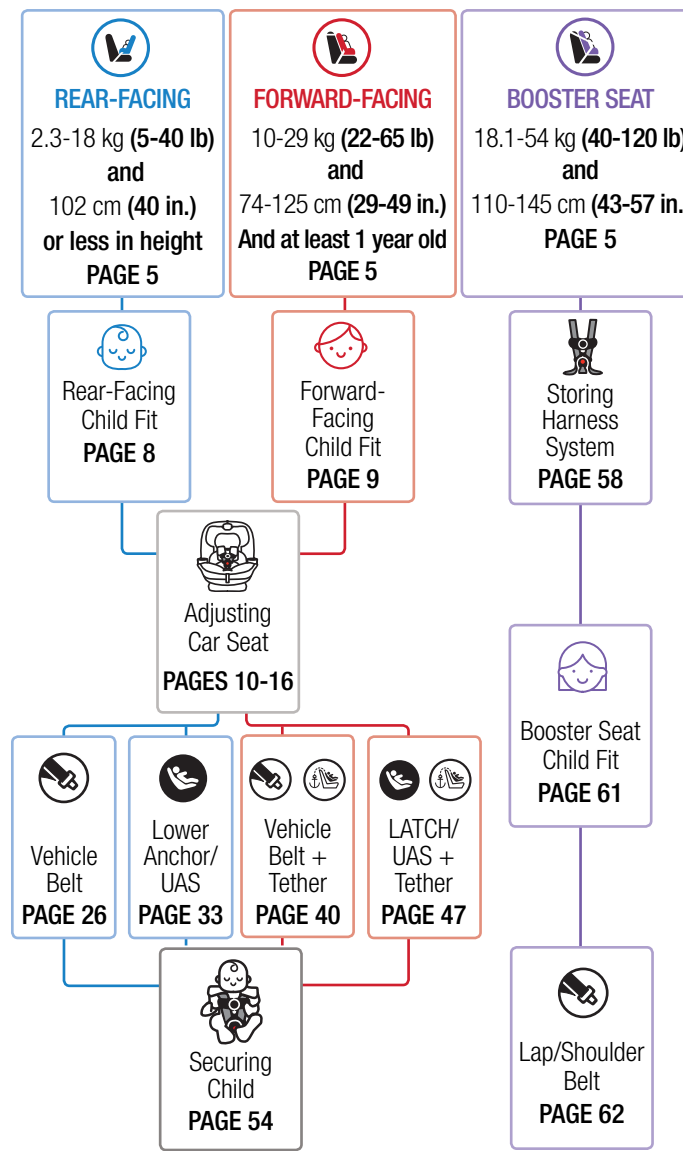 REAR-FACING
2.3-18 kg (5-40 lb)
and
102 cm (40 in.)
or less in height
PAGE 5
FORWARD-FACING
10-29 kg (22-65 lb)
and
74-125 cm (29-49 in.)
And at least 1 year old
PAGE 5
BOOSTER SEAT
18.1-54 kg (40-120 lb)
and
110-145 cm (43-57 in.
PAGE 5
Rear-Facing
Child Fit
PAGE 8
Forward-
Facing
Child Fit
PAGE 9
Storing
Harness
System
PAGE 58
Adjusting
Car Seat
PAGES 10-16
Booster Seat
Child Fit
PAGE 61
Vehicle
Belt
PAGE 26
Lower
Anchor/
UAS
PAGE 33
Vehicle
Belt +
Tether
PAGE 40
LATCH/
UAS +
Tether
PAGE 47
Securing
Child
PAGE 54
Lap/Shoulder
Belt
PAGE 62